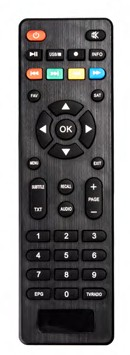 USB/M INFO
FAV SAT
OK
MENU EXIT
SUBTITLE RECALL +
PAGE
TXT AUDIO -
1 2 3
4 5 6
7 8 9
EPG 0 TV/RADIO